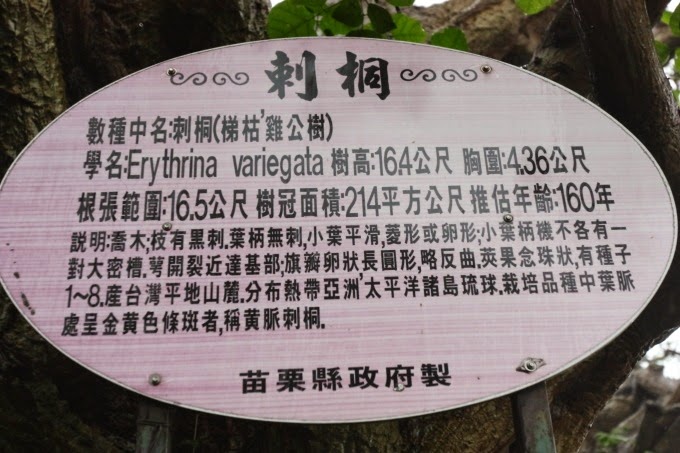 刺桐
數種中名:刺桐(梯枯'雞公樹)
學名:Erythrina variegata 樹高:16.4公尺 胸圍:4.36公尺
根張範圍:16.5公尺 樹冠面積:214平方公尺 推估年齡:160年
説明:喬木;枝有黑刺.葉柄無刺,小葉平滑,菱形或卵形;小葉柄機不各有一
對大密槽.萼開裂近達基部;旗瓣卵狀長圓形,略反曲.莢果念珠狀,有種子
1~8.產台灣平地山麓.分布熱帶亞洲'太平洋諸島琉球.栽培品種中葉脈
處呈金黃色條斑者,稱黃脈刺桐.
苗栗縣政府製